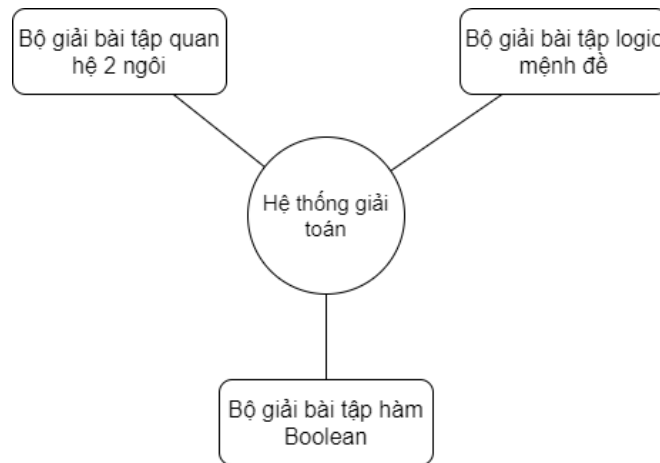 Bộ giải bài tập quan
hệ 2 ngôi
Bộ giải bài tập logic
mệnh đề
Hệ thống giải
toán
Bộ giải bài tập hàm
Boolean